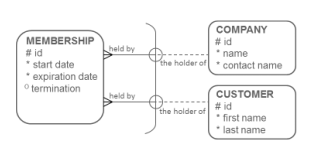 MEMBERSHIP
# id
* start date
* expiration date
o termination
held by
the holder of
COMPANY
# id
* name
* contact name
held by
the holder of
CUSTOMER
# id
* first name
* last name